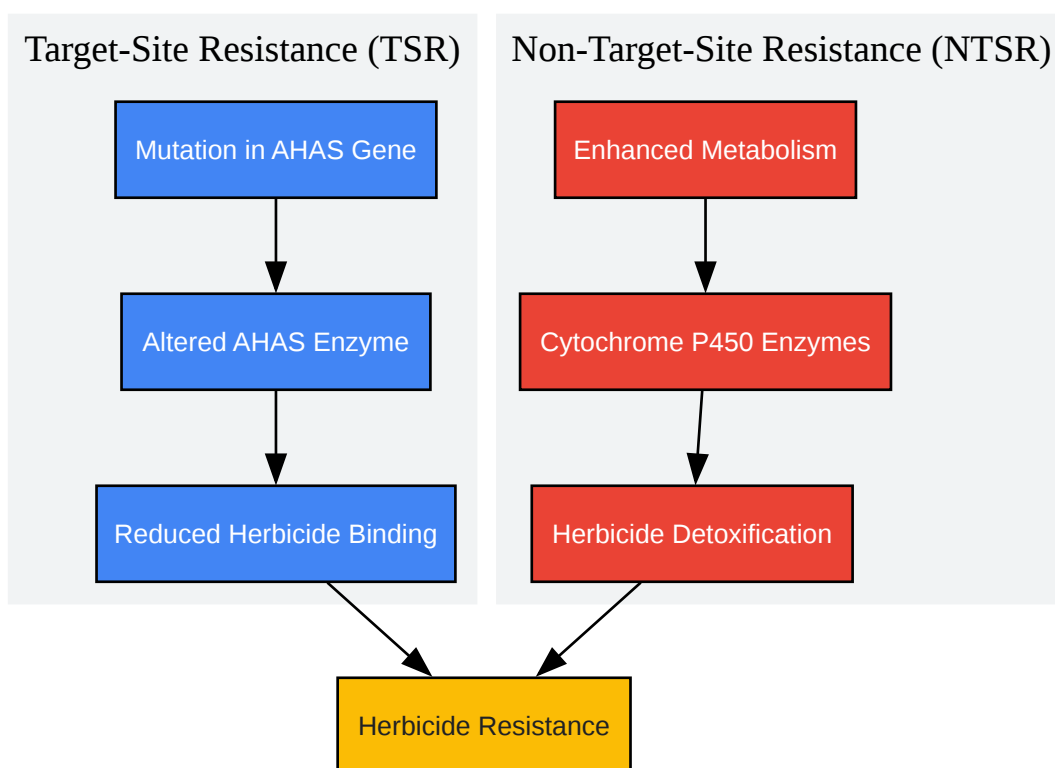 Target-Site Resistance (TSR)
Mutation in AHAS Gene
Altered AHAS Enzyme
Reduced Herbicide Binding
Non-Target-Site Resistance (NTSR)
Enhanced Metabolism
Cytochrome P450 Enzymes
Herbicide Detoxification
Herbicide Resistance